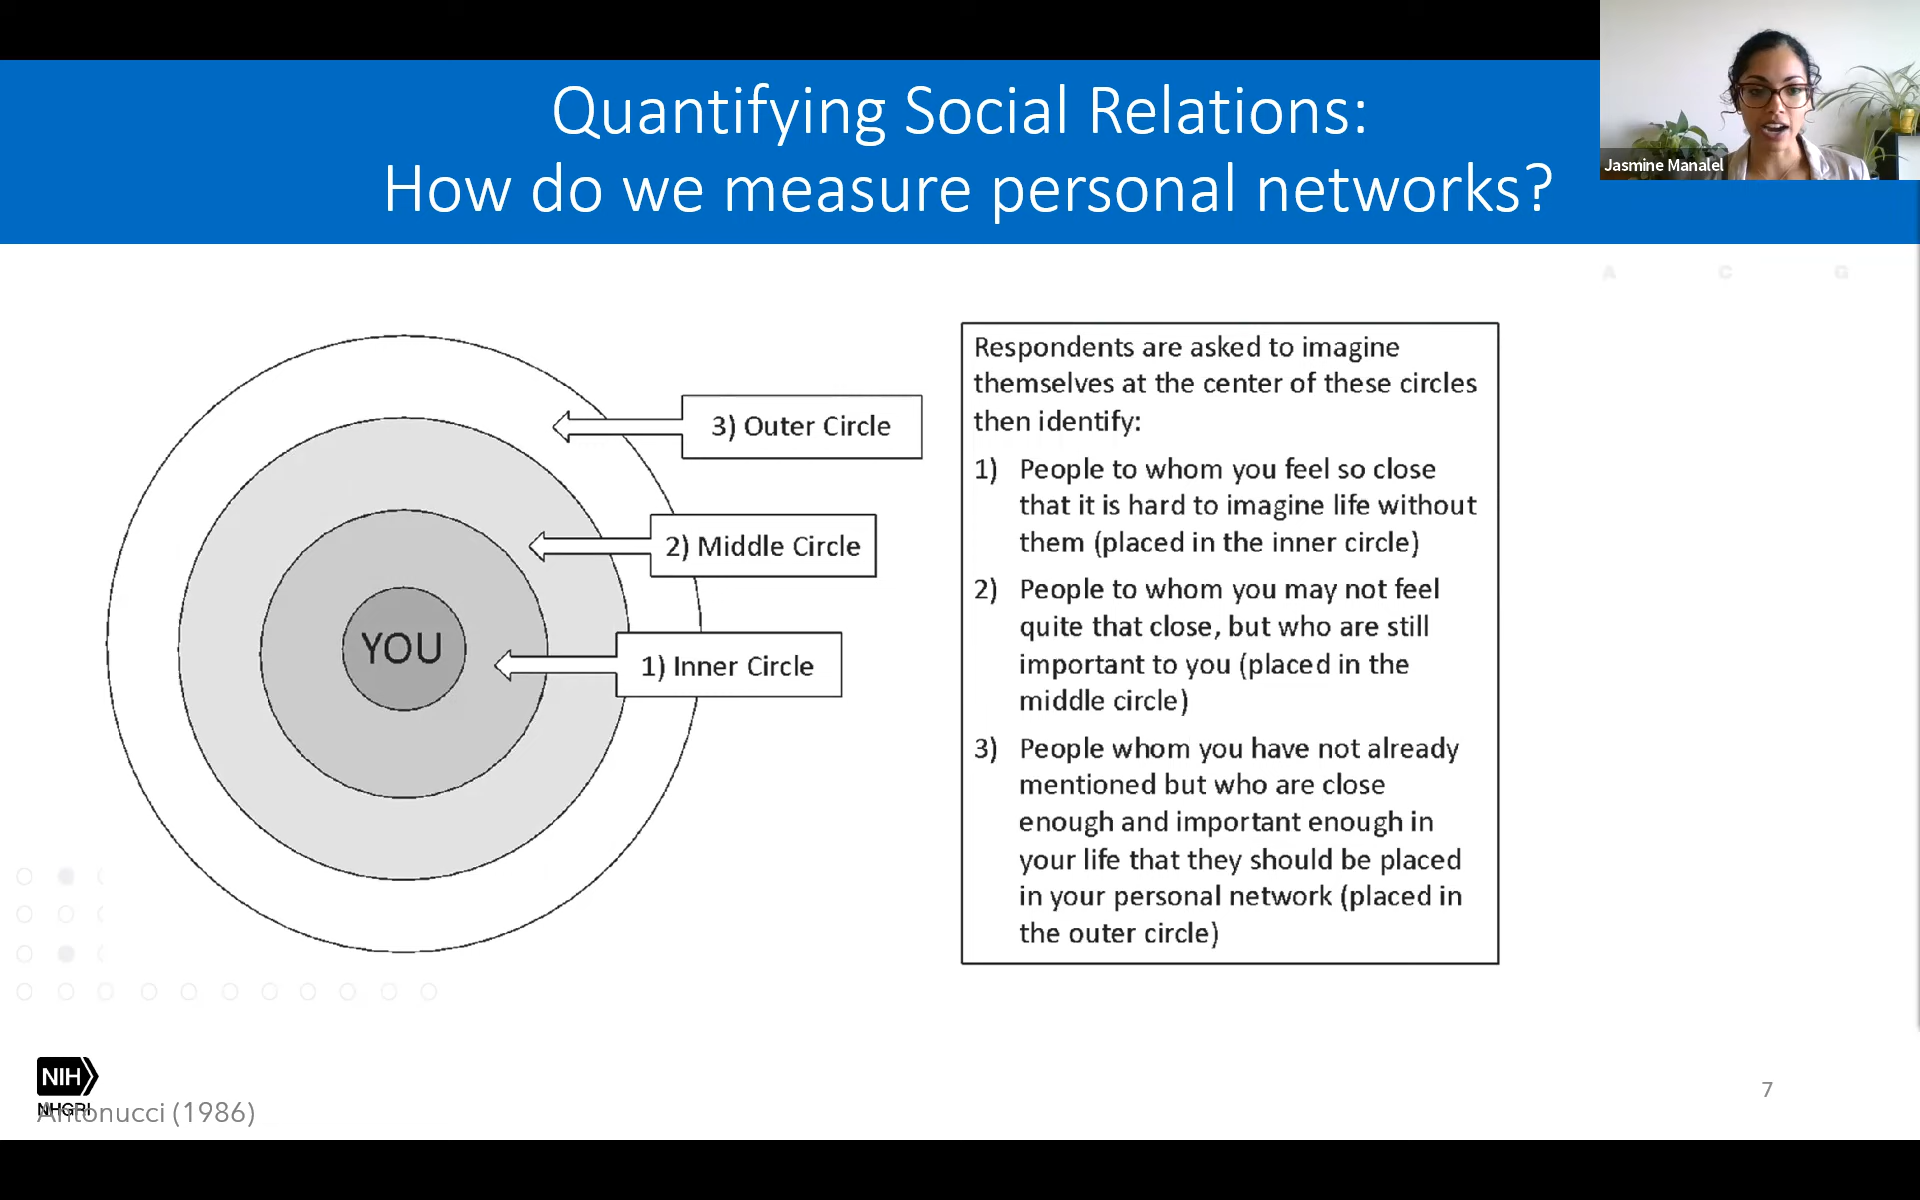 Quantifying Social Relations:
How do we measure personal networks?
Jasmine Manalel
A C G
3) Outer Circle
2) Middle Circle
YOU
1) Inner Circle
Respondents are asked to imagine
themselves at the center of these circles
then identify:
1) People to whom you feel so close
that it is hard to imagine life without
them (placed in the inner circle)
2) People to whom you may not feel
quite that close, but who are still
important to you (placed in the
middle circle)
3) People whom you have not already
mentioned but who are close
enough and important enough in
your life that they should be placed
in your personal network (placed in
the outer circle)
NIH
NHGRI
Antonucci (1986)
7